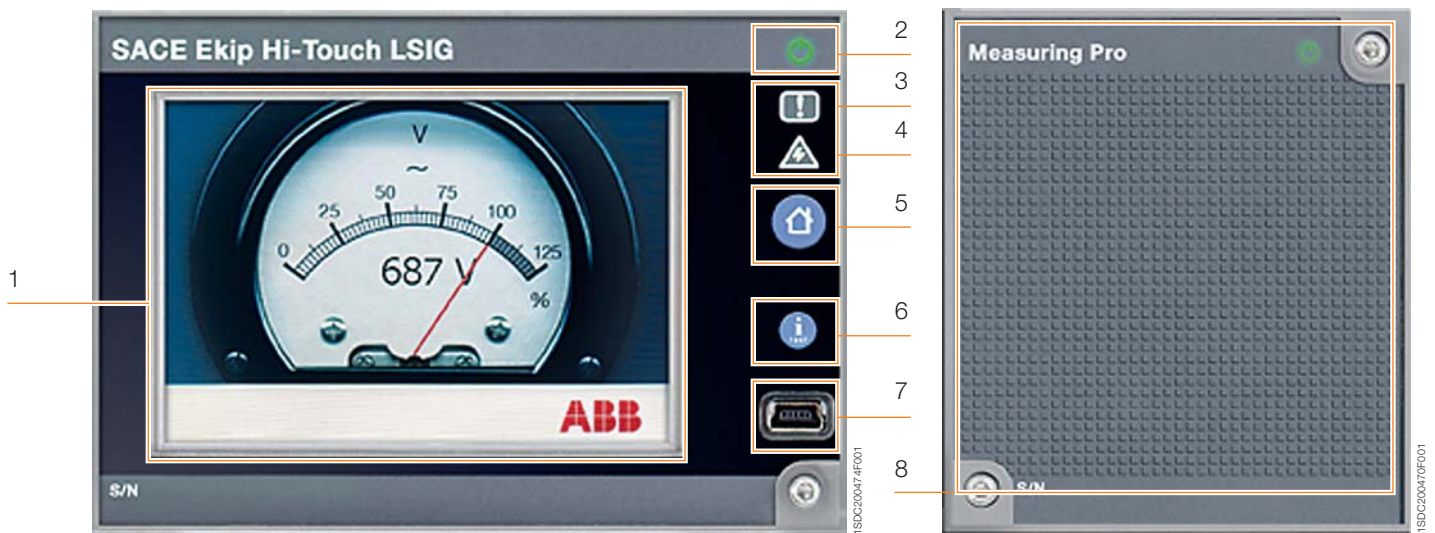 SACE Ekip Hi-Touch LSIG
V
~
0 25 50 75 100 125
%
687 V
ABB
S/N
i
TEST
1
2
3
4
5
6
7
8
Measuring Pro
S/N
1SDC200474F001
1SDC200470F001